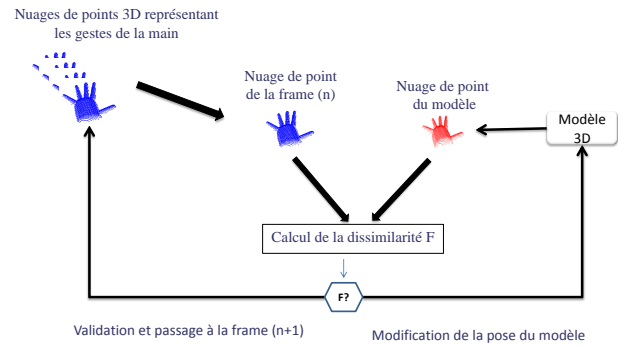 Nuages de points 3D représentant
les gestes de la main
Nuage de point
de la frame (n)
Nuage de point
du modèle
Modèle
3D
Calcul de la dissimilarité F
F?
Validation et passage à la frame (n+1)
Modification de la pose du modèle